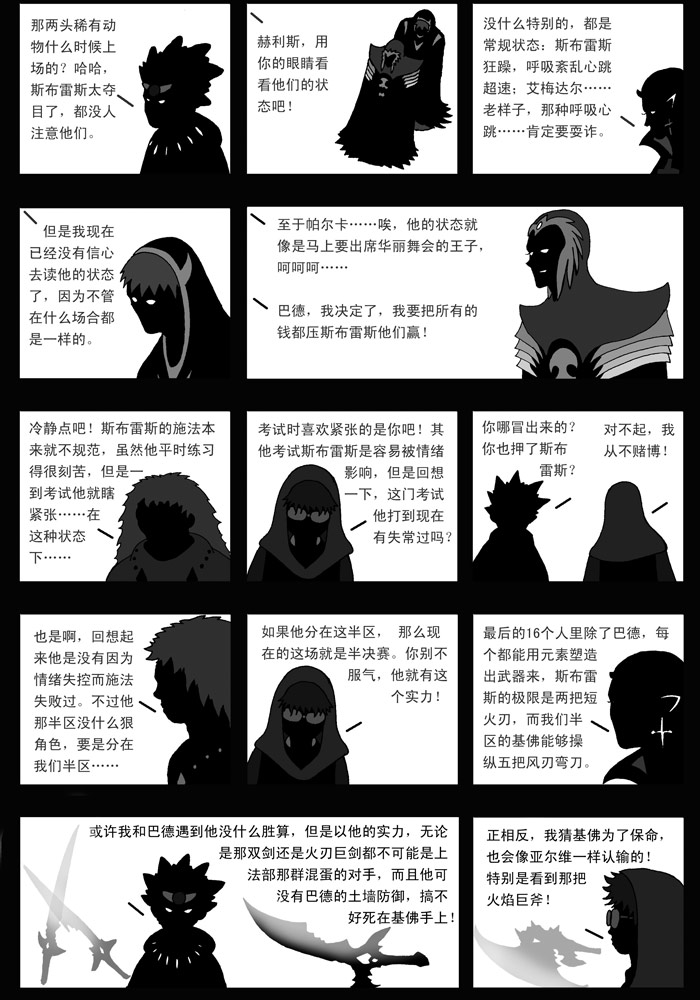 那两头稀有动
物什么时候上
场的？哈哈，
斯布雷斯太夺
目了，都没人
注意他们。
赫利斯，用
你的眼睛看
看他们的状
态吧！
没什么特别的，都是
常规状态：斯布雷斯
狂躁，呼吸紊乱心跳
超速；艾梅达尔……
老样子，那种呼吸心
跳……肯定要耍诈。
但是我现在
已经没有信心
去读他的状态
了，因为不管
在什么场合都
是一样的。
至于帕尔卡……唉，他的状态就
像是马上要出席华丽舞会的王子，
呵呵呵……
巴德，我决定了，我要把所有的
钱都压斯布雷斯他们赢！
冷静点吧！斯布雷斯的施法本
来就不规范，虽然他平时练习
得很刻苦，但是一
到考试他就瞎
紧张……在
这种状态
下……
考试时喜欢紧张的是你吧！其
他考试斯布雷斯是容易被情绪
影响，但是回想
一下，这门考试
他打到现在
有失常过吗？
你哪冒出来的？
你也押了斯布
雷斯？
对不起，我
从不赌博！
也是啊，回想起
来他是没有因为
情绪失控而施法
失败过。不过他
那半区没什么狠
角色，要是分在
我们半区……
如果他分在这半区，那么现
在的这场就是半决赛。你别不
服气，他就有这
个实力！
最后的16个人里除了巴德，每
个都能用元素塑造
出武器来，斯布雷
斯的极限是两把短
火刃，而我们半
区的基佛能够操
纵五把风刃弯刀。
或许我和巴德遇到他没什么胜算，但是以他的实力，无论
是那双剑还是火刃巨剑都不可能是上
法部那群混蛋的对手，而且他可
没有巴德的土墙防御，搞不
好死在基佛手上！
正相反，我猜基佛为了保命，
也会像亚尔维一样认输的！
特别是看到那把
火焰巨斧！